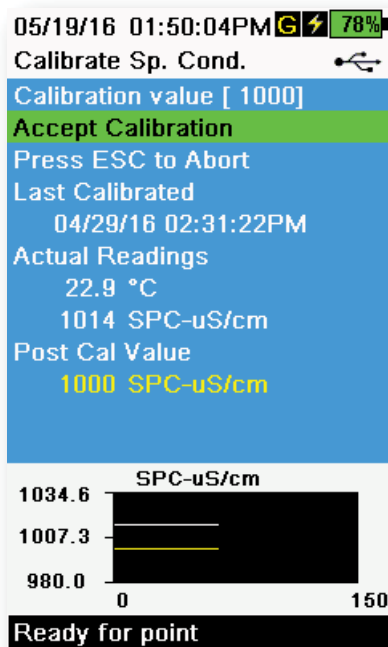 05/19/16 01:50:04PM G 78%
Calibrate Sp. Cond.
Calibration value [ 1000]
Accept Calibration
Press ESC to Abort
Last Calibrated
04/29/16 02:31:22PM
Actual Readings
22.9 °C
1014 SPC-uS/cm
Post Cal Value
1000 SPC-uS/cm
SPC-uS/cm
1034.6
1007.3
980.0
0 150
Ready for point